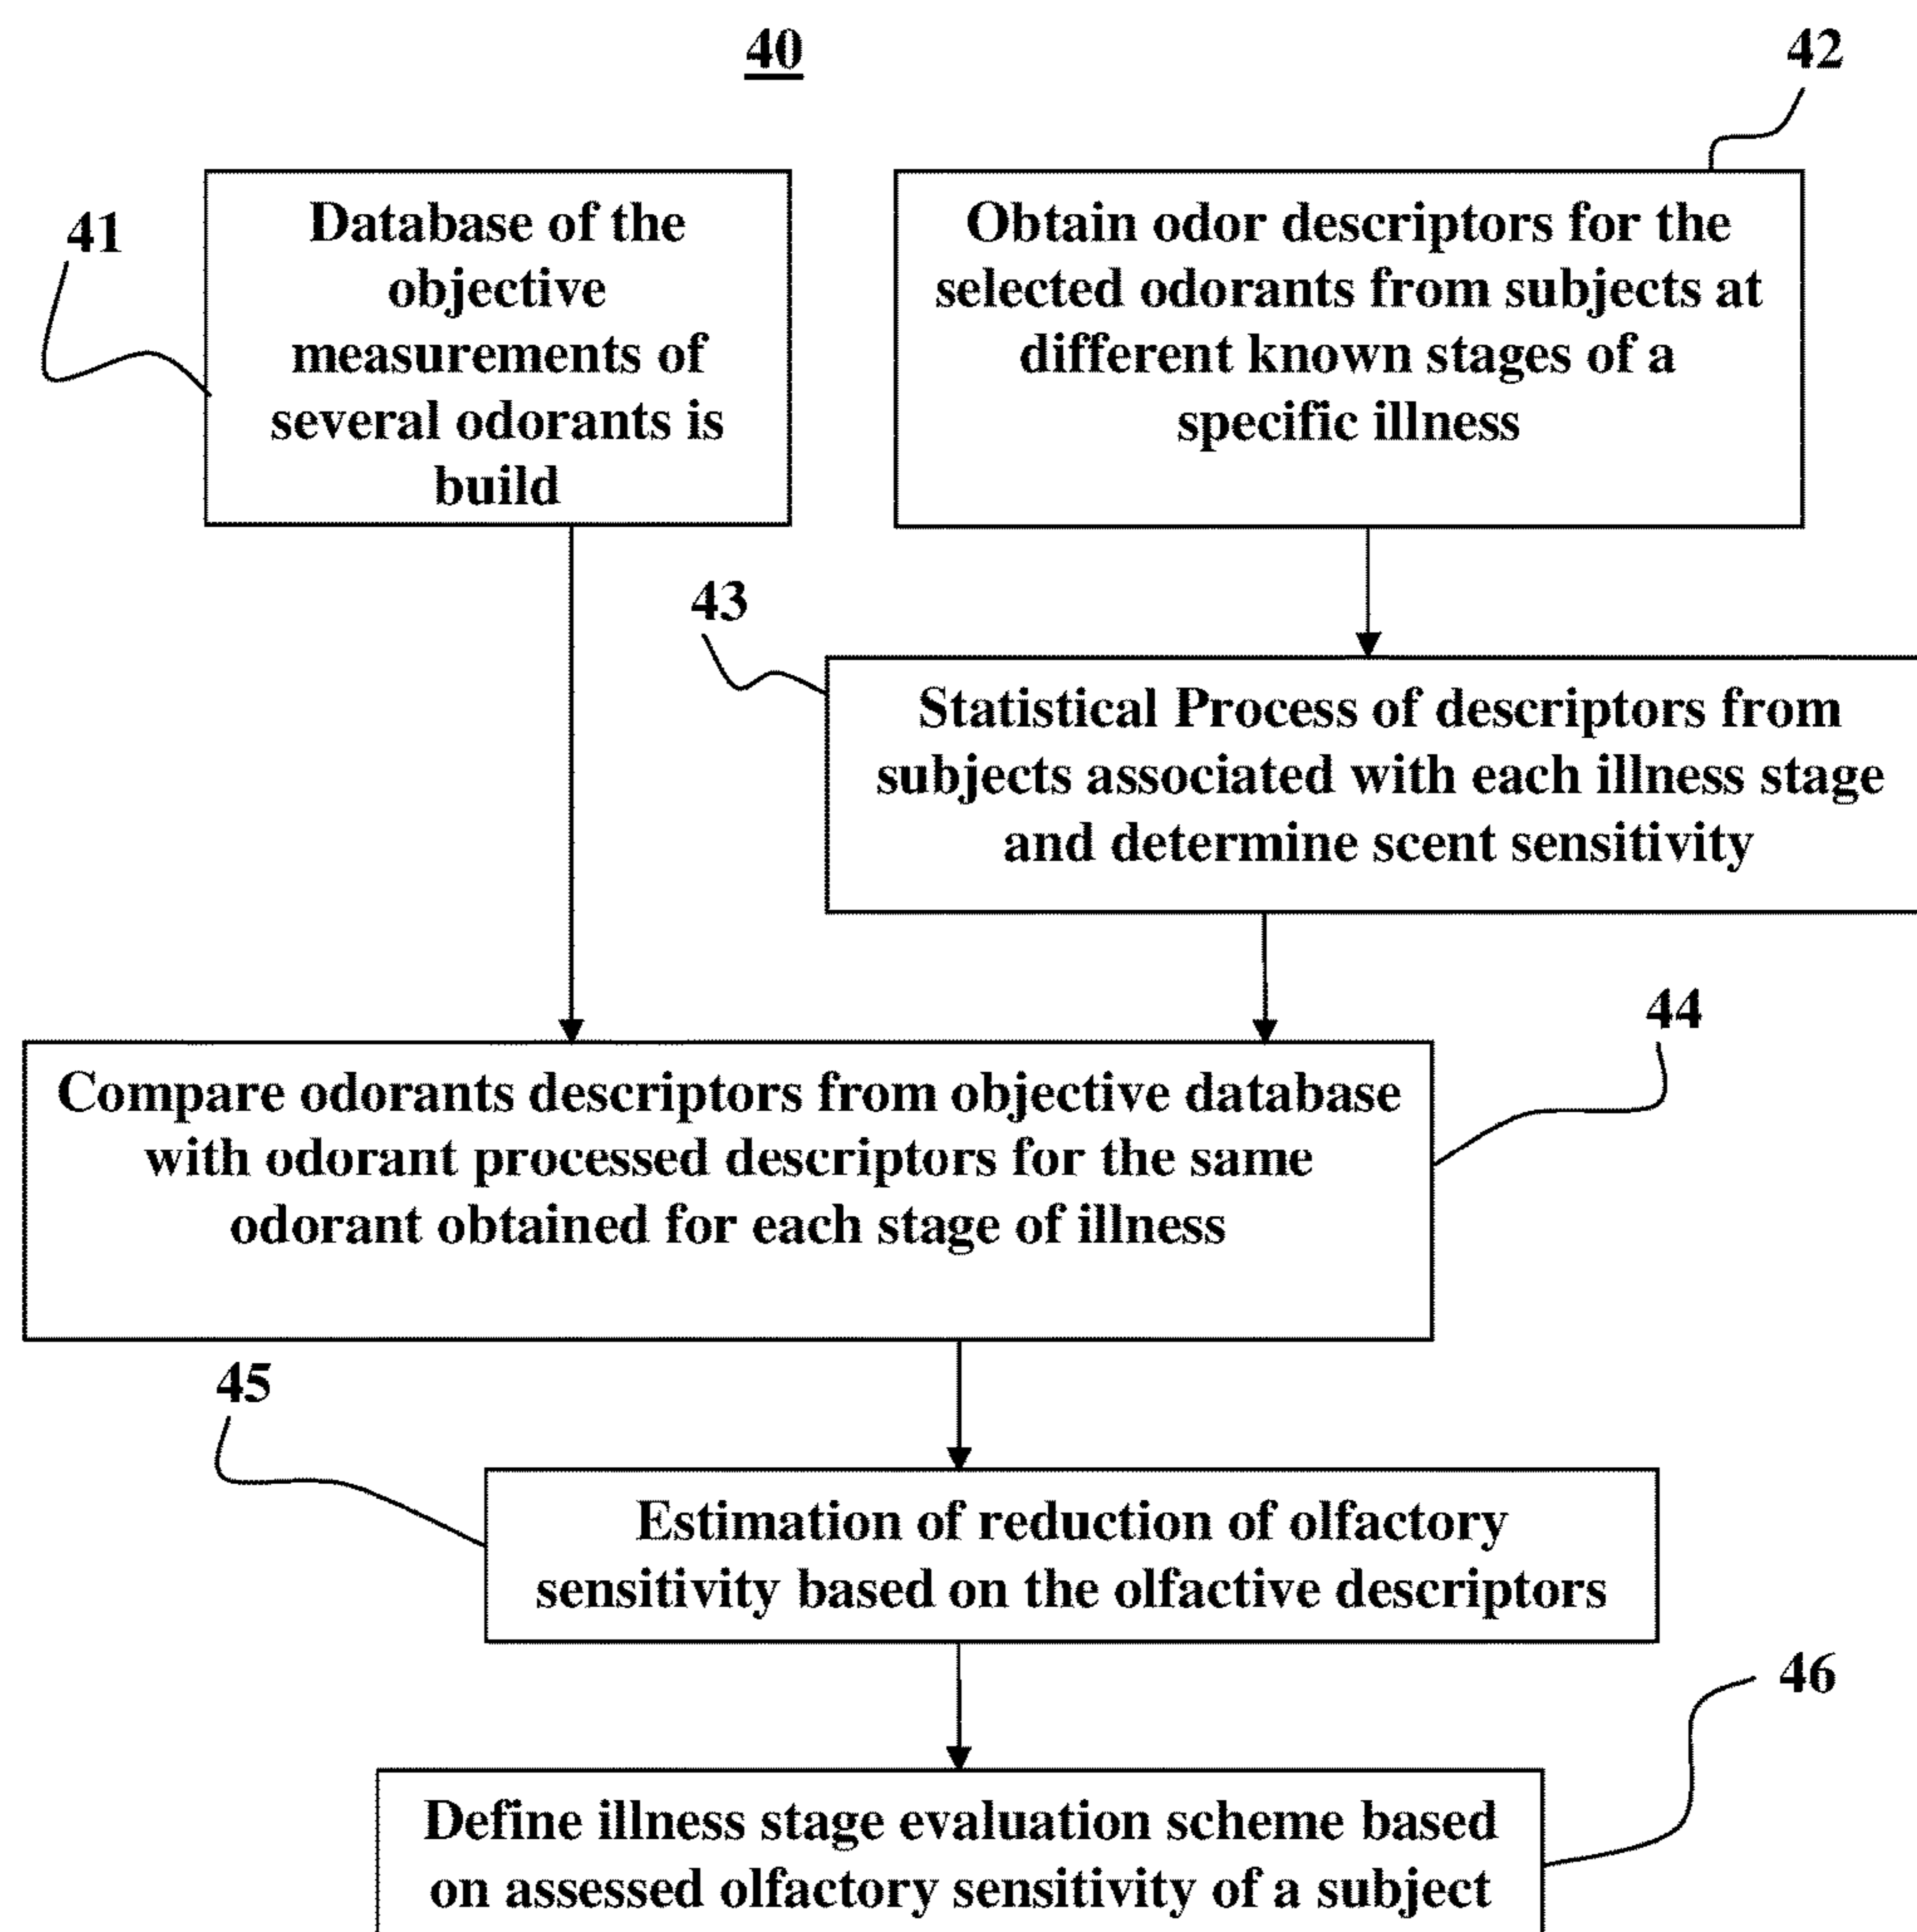 40
42
41
Database of the
objective
measurements of
several odorants is
build
Obtain odor descriptors for the
selected odorants from subjects at
different known stages of a
specific illness
43
Statistical Process of descriptors from
subjects associated with each illness stage
and determine scent sensitivity
44
Compare odorants descriptors from objective database
with odorant processed descriptors for the same
odorant obtained for each stage of illness
45
Estimation of reduction of olfactory
sensitivity based on the olfactive descriptors
46
Define illness stage evaluation scheme based
on assessed olfactory sensitivity of a subject